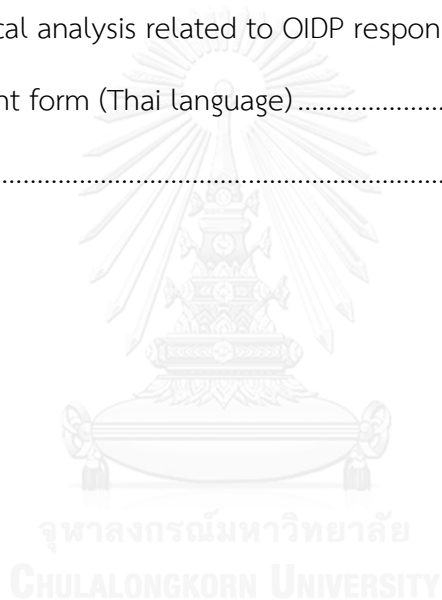 cal analysis related to OIDP respon
nt form (Thai language)......................
.......................................................................
จุฬาลงกรณ์มหาวิทยาลัย
CHULALONGKORN UNIVERSITY